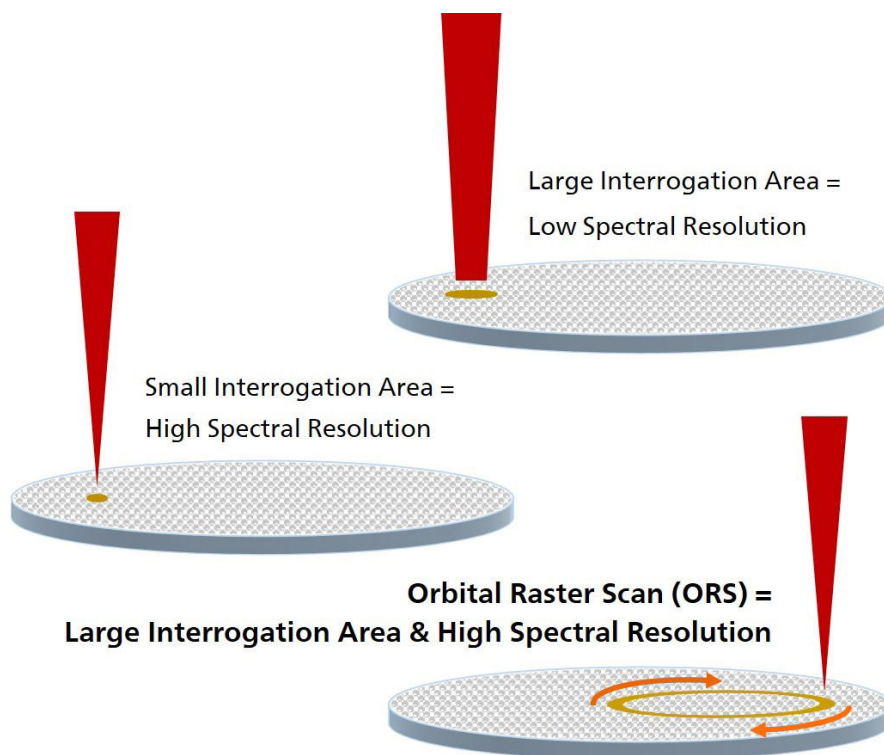 Large Interrogation Area =
Low Spectral Resolution
Small Interrogation Area =
High Spectral Resolution
Orbital Raster Scan (ORS) =
Large Interrogation Area & High Spectral Resolution